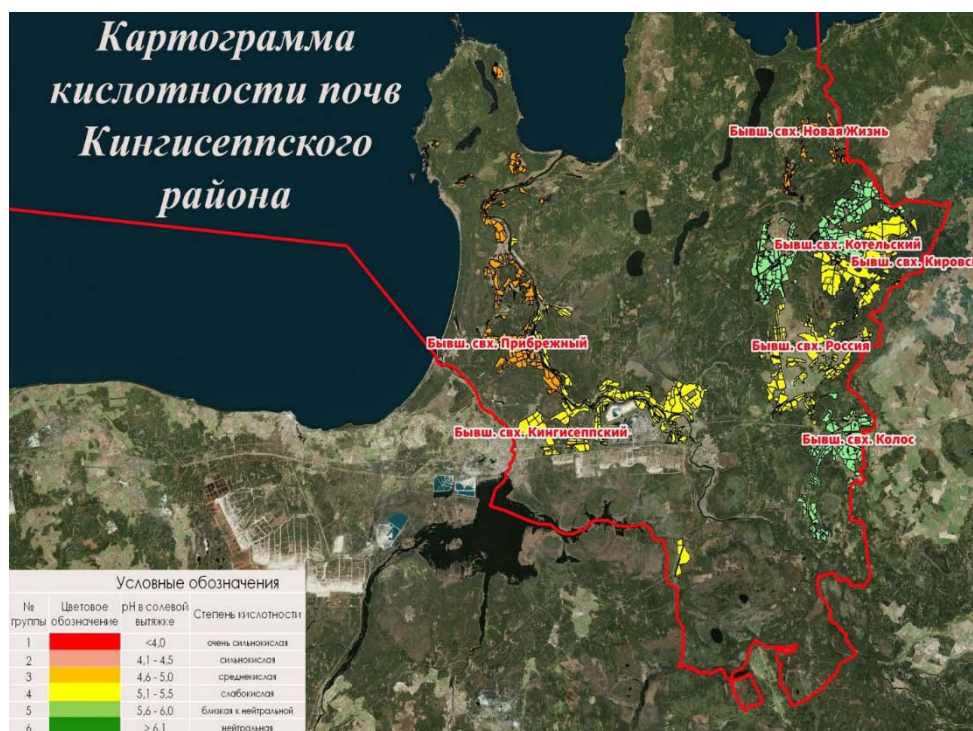 Картограмма
кислотности почв
Кингисеппского
района
Бывш. свх. Новая Жизнь
Бывш.свх. Котельский
Бывш. свх. Кировск
Бывш. свх. Прибрежный
Бывш. свх. Россия
Бывш. свх. Кингисеппский
Бывш. свх. Колос
Условные обозначения
№ группы Цветовое обозначение pH в солевой вытяжке Степень кислотности
1 <4,0 очень сильнокислая
2 4,1 - 4,5 сильнокислая
3 4,6 - 5,0 среднекислая
4 5,1 - 5,5 слабокислая
5 5,6 - 6,0 близкая к нейтральной
6 >6,1 нейтральная